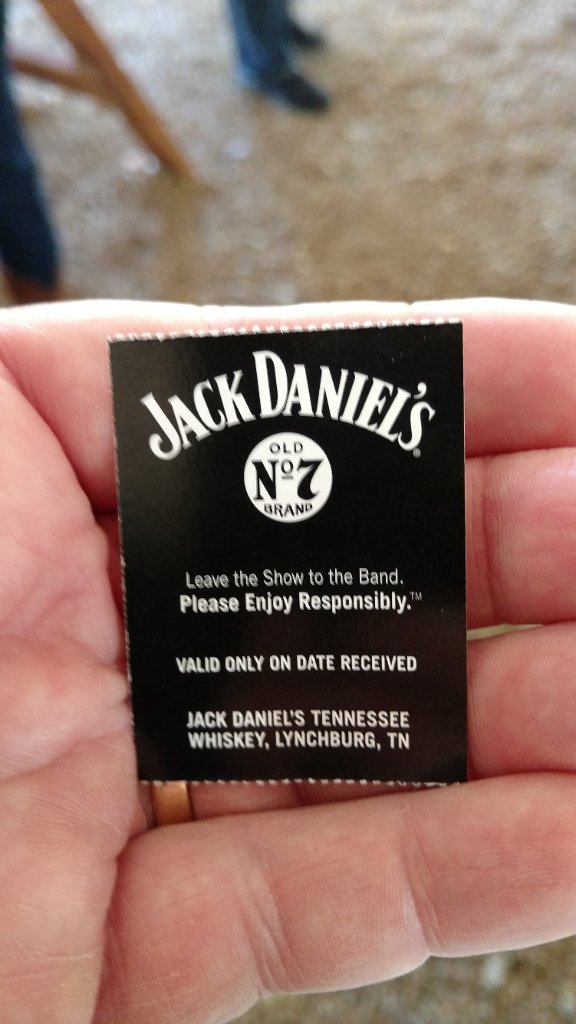 JACK DANIEL'S®
OLD
Nº7
BRAND
Leave the Show to the Band.
Please Enjoy Responsibly.™
VALID ONLY ON DATE RECEIVED
JACK DANIEL'S TENNESSEE
WHISKEY, LYNCHBURG, TN